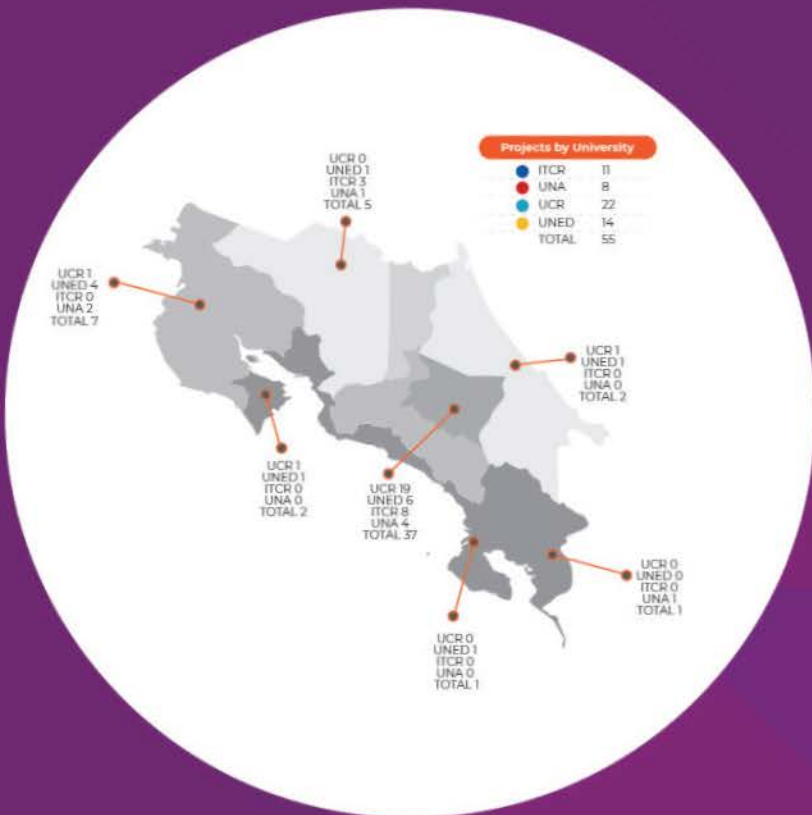 Projects by University
ITCR 11
UNA 8
UCR 22
UNED 14
TOTAL 55
UCR 0
UNED 1
ITCR 3
UNA 1
TOTAL 5
UCR 1
UNED 4
ITCR 0
UNA 2
TOTAL 7
UCR 1
UNED 1
ITCR 0
UNA 0
TOTAL 2
UCR 1
UNED 1
ITCR 0
UNA 0
TOTAL 2
UCR 19
UNED 6
ITCR 8
UNA 4
TOTAL 37
UCR 0
UNED 0
ITCR 0
UNA 1
TOTAL 1
UCR 0
UNED 1
ITCR 0
UNA 0
TOTAL 1